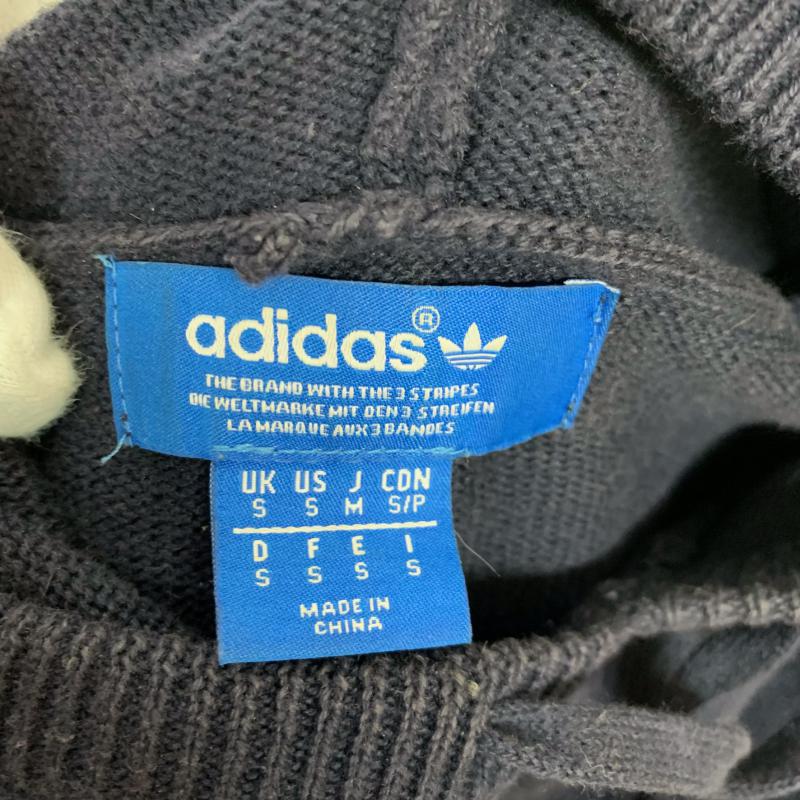 adidas®
THE BRAND WITH THE 3 STRIPES
DIE WELTMARKE MIT DEN 3 STREIFEN
LA MARQUE AUX 3 BANDES
UK US J CDN
S S M S/P
D F E I
S S S S
MADE IN
CHINA